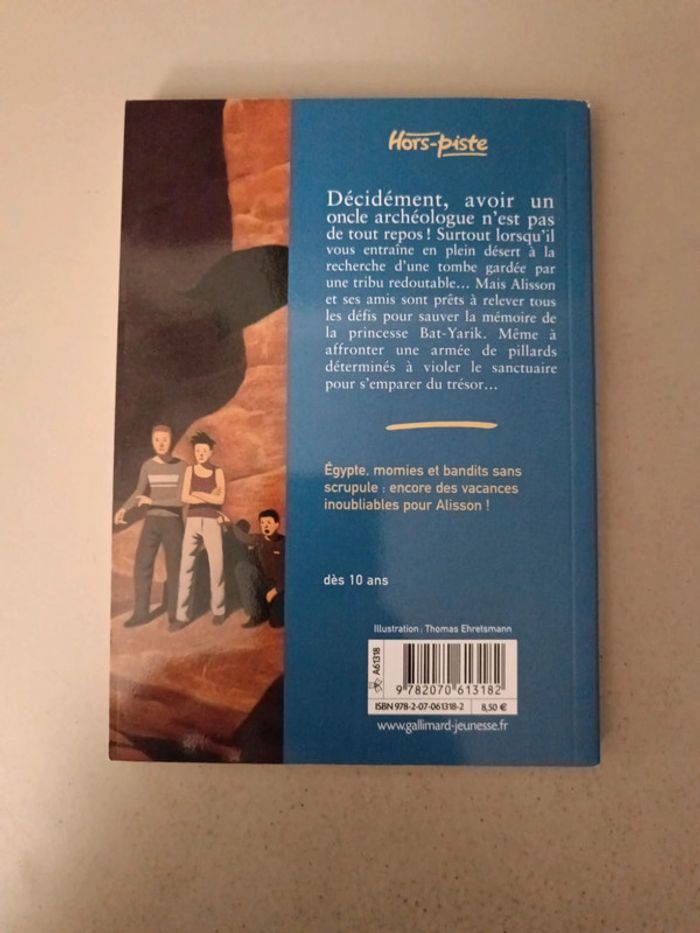 Hors-piste
Décidément, avoir un
oncle archéologue n'est pas
de tout repos ! Surtout lorsqu'il
vous entraîne en plein désert à la
recherche d'une tombe gardée par
une tribu redoutable... Mais Alisson
et ses amis sont prêts à relever tous
les défis pour sauver la mémoire de
la princesse Bat-Yarik. Même à
affronter une armée de pillards
déterminés à violer le sanctuaire
pour s'emparer du trésor...
Égypte, momies et bandits sans
scrupule : encore des vacances
inoubliables pour Alisson !
dès 10 ans
Illustration : Thomas Ehretsmann
A61318
9 782070 613182
ISBN 978-2-07-061318-2
8,50 €
www.gallimard-jeunesse.fr